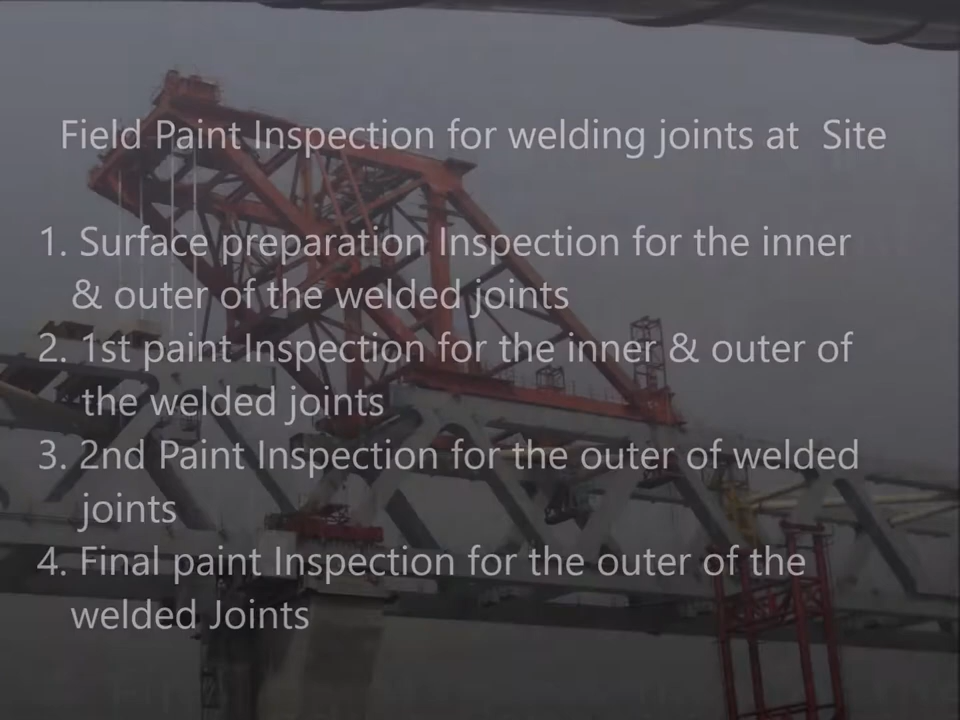 Field Paint Inspection for welding joints at Site
1. Surface preparation Inspection for the inner
& outer of the welded joints
2. 1st paint Inspection for the inner & outer of
the welded joints
3. 2nd Paint Inspection for the outer of welded
joints
4. Final paint Inspection for the outer of the
welded Joints